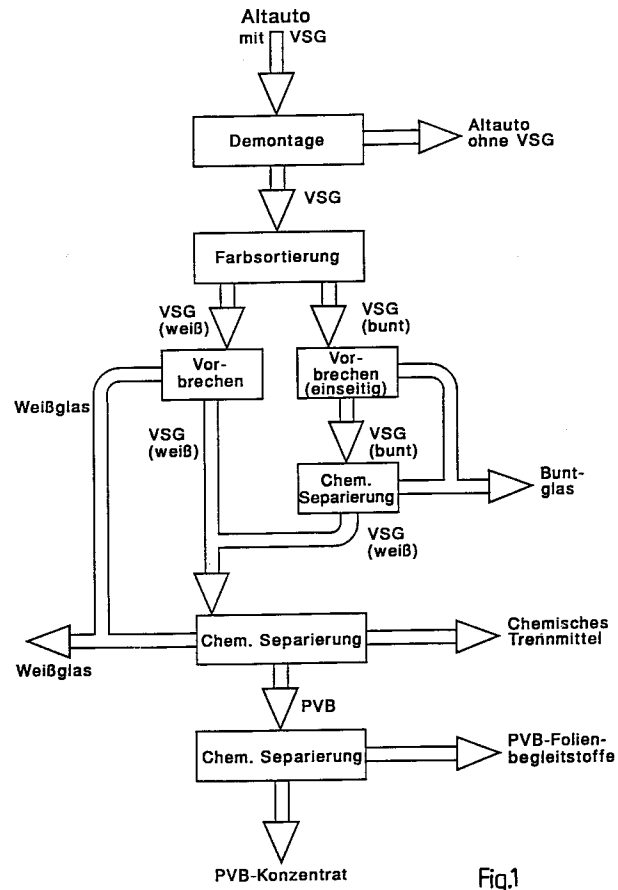 Altauto
mit VSG
Demontage
Altauto
ohne VSG
VSG
Farbsortierung
VSG
(weiß)
VSG
(bunt)
Vor-
brechen
Vor-
brechen
(einseitig)
Weißglas
VSG
(weiß)
VSG
(bunt)
Chem.
Separierung
Bunt-
glas
VSG
(weiß)
Chem. Separierung
Chemisches
Trennmittel
Weißglas
PVB
Chem. Separierung
PVB-Folien-
begleitstoffe
PVB-Konzentrat
Fig.1